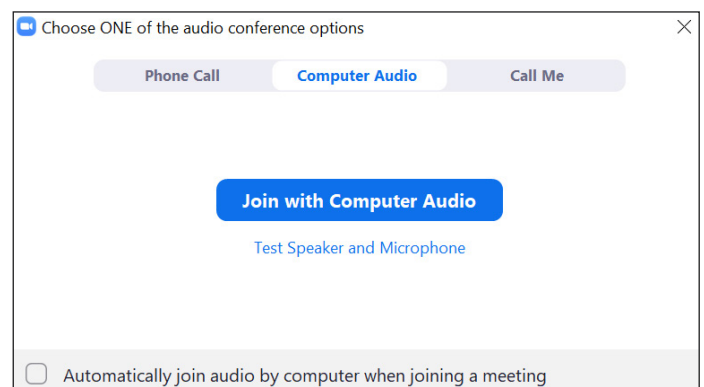 Choose ONE of the audio conference options
Phone Call Computer Audio Call Me
Join with Computer Audio
Test Speaker and Microphone
Automatically join audio by computer when joining a meeting